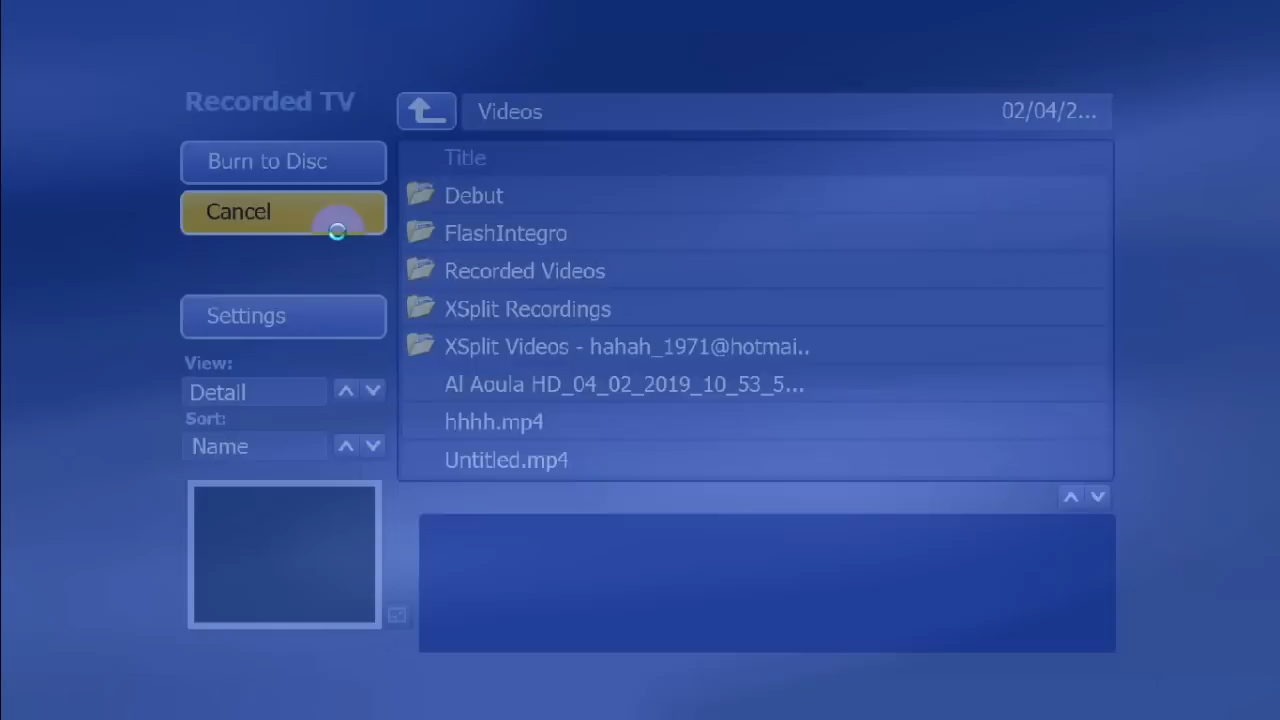 Recorded TV
Videos 02/04/2...
Burn to Disc
Cancel
Settings
View:
Detail
Sort:
Name
Title
Debut
FlashIntegro
Recorded Videos
XSplit Recordings
XSplit Videos - hahah_1971@hotmai..
Al Aoula HD_04_02_2019_10_53_5...
hhhh.mp4
Untitled.mp4